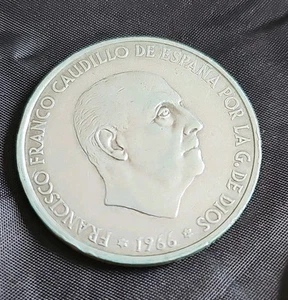 FRANCISCO FRANCO CAUDILLO DE ESPAÑA POR LA G. DE DIOS
* 1966 *